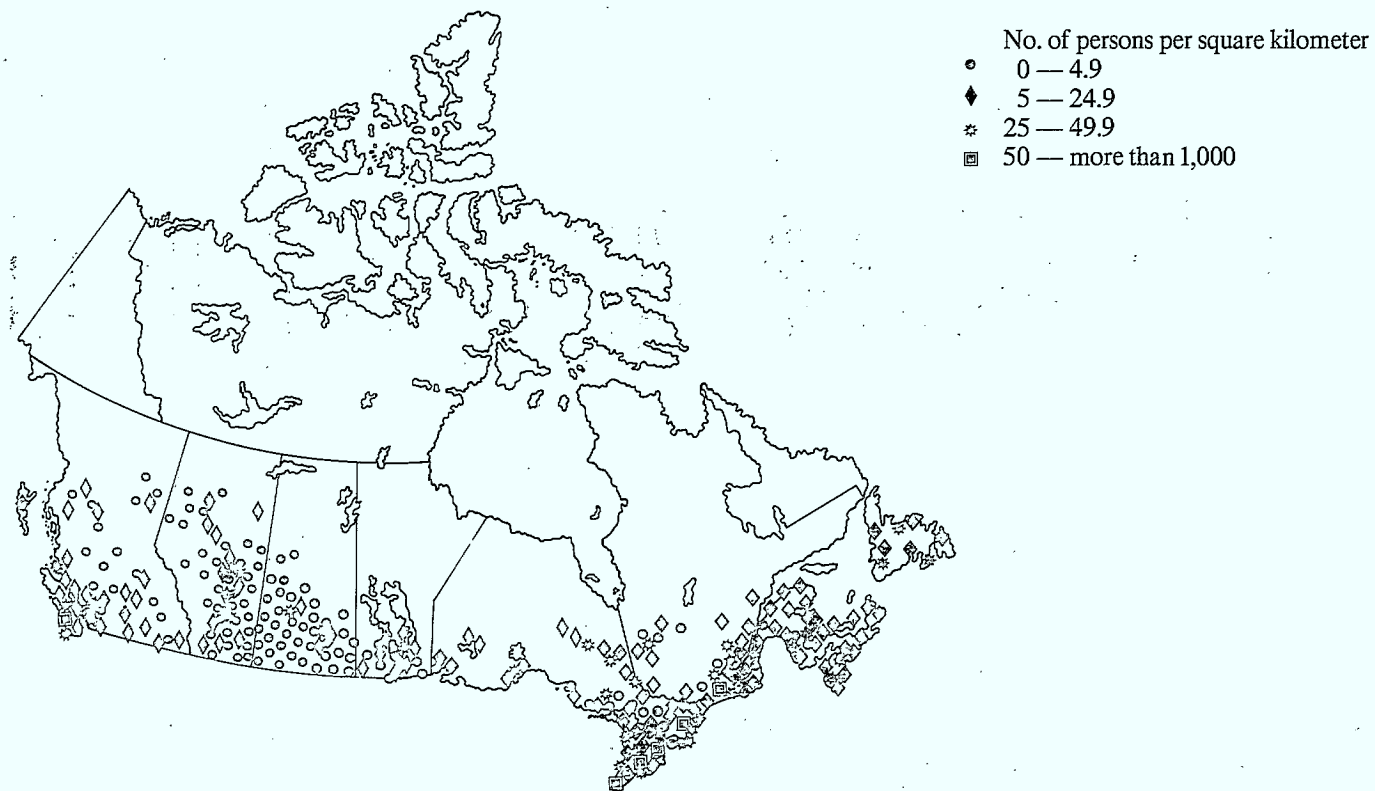 No. of persons per square kilometer
0 — 4.9
5 — 24.9
25 — 49.9
50 — more than 1,000